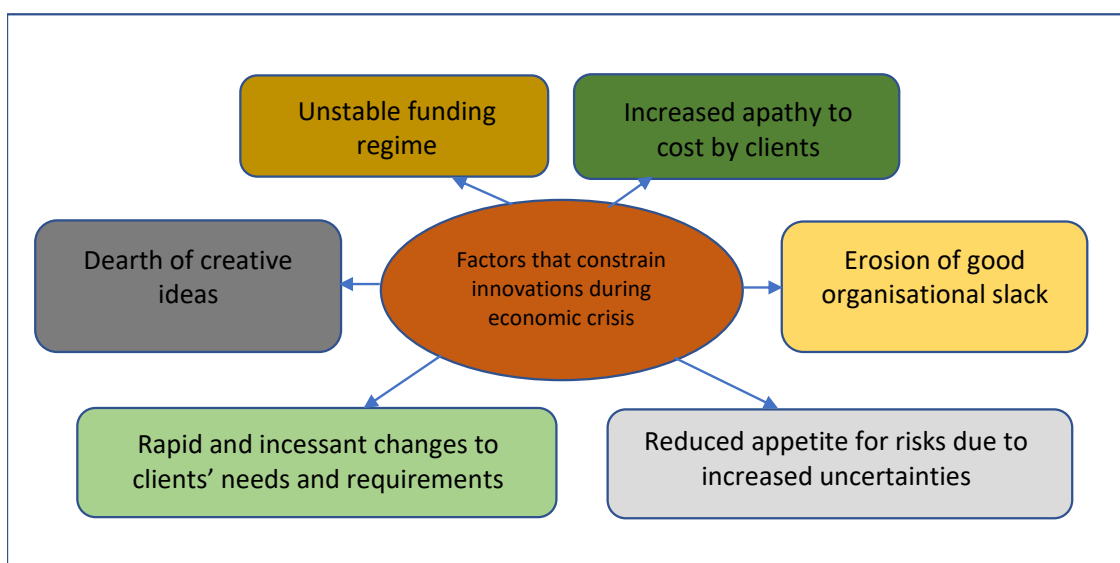 Unstable funding
regime
Increased apathy to
cost by clients
Dearth of creative
ideas
Factors that constrain
innovations during
economic crisis
Erosion of good
organisational slack
Rapid and incessant changes to
clients’ needs and requirements
Reduced appetite for risks due to
increased uncertainties